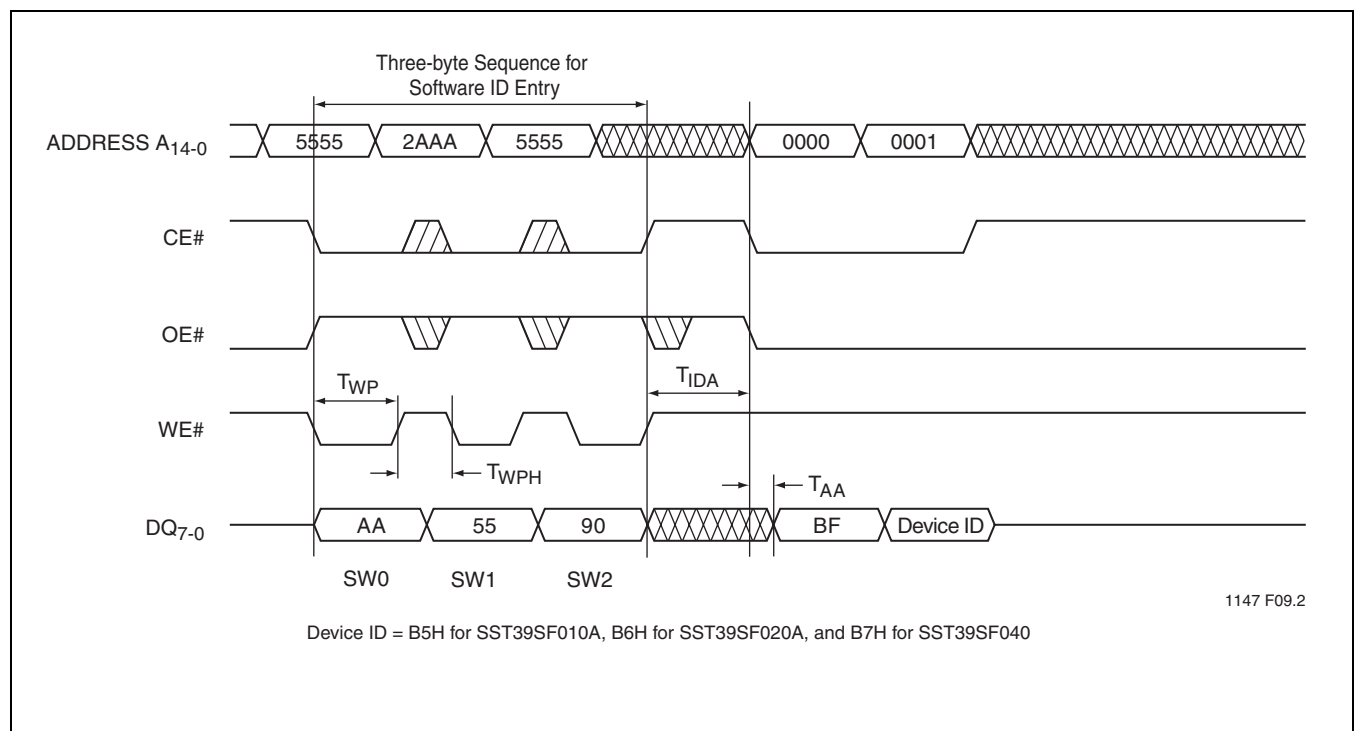 Three-byte Sequence for
Software ID Entry
ADDRESS A14-0
5555 2AAA 5555 0000 0001
CE#
OE#
TWP
TIDA
WE#
TWPH
TAA
DQ7-0
AA 55 90 BF Device ID
SW0 SW1 SW2
1147 F09.2
Device ID = B5H for SST39SF010A, B6H for SST39SF020A, and B7H for SST39SF040